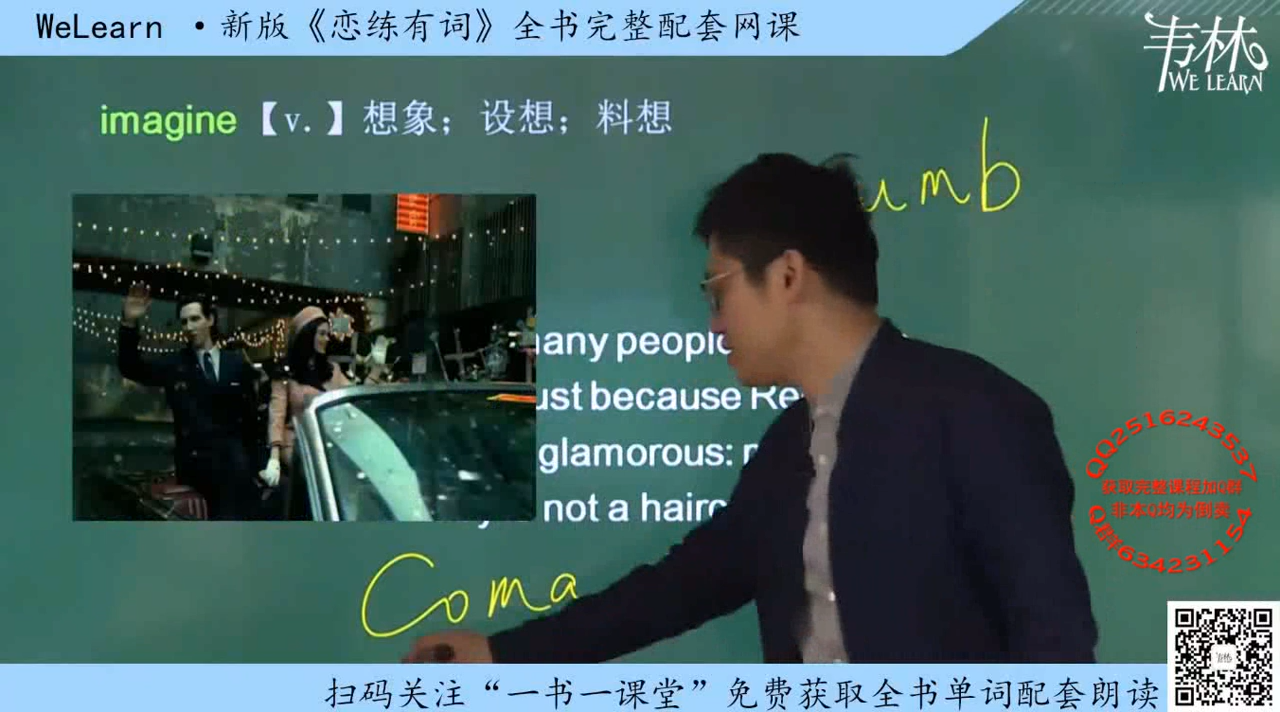 WeLearn ·新版《恋练有词》全书完整配套网课
韦林
WE LEARN
imagine【v.】想象；设想；料想
umb
any people
ust because Re
glamorous:
not a hairc
Coma
QQ2516243537
获取完整课程加Q群
非本Q均为倒卖
Q群634231154
扫码关注“一书一课堂”免费获取全书单词配套朗读